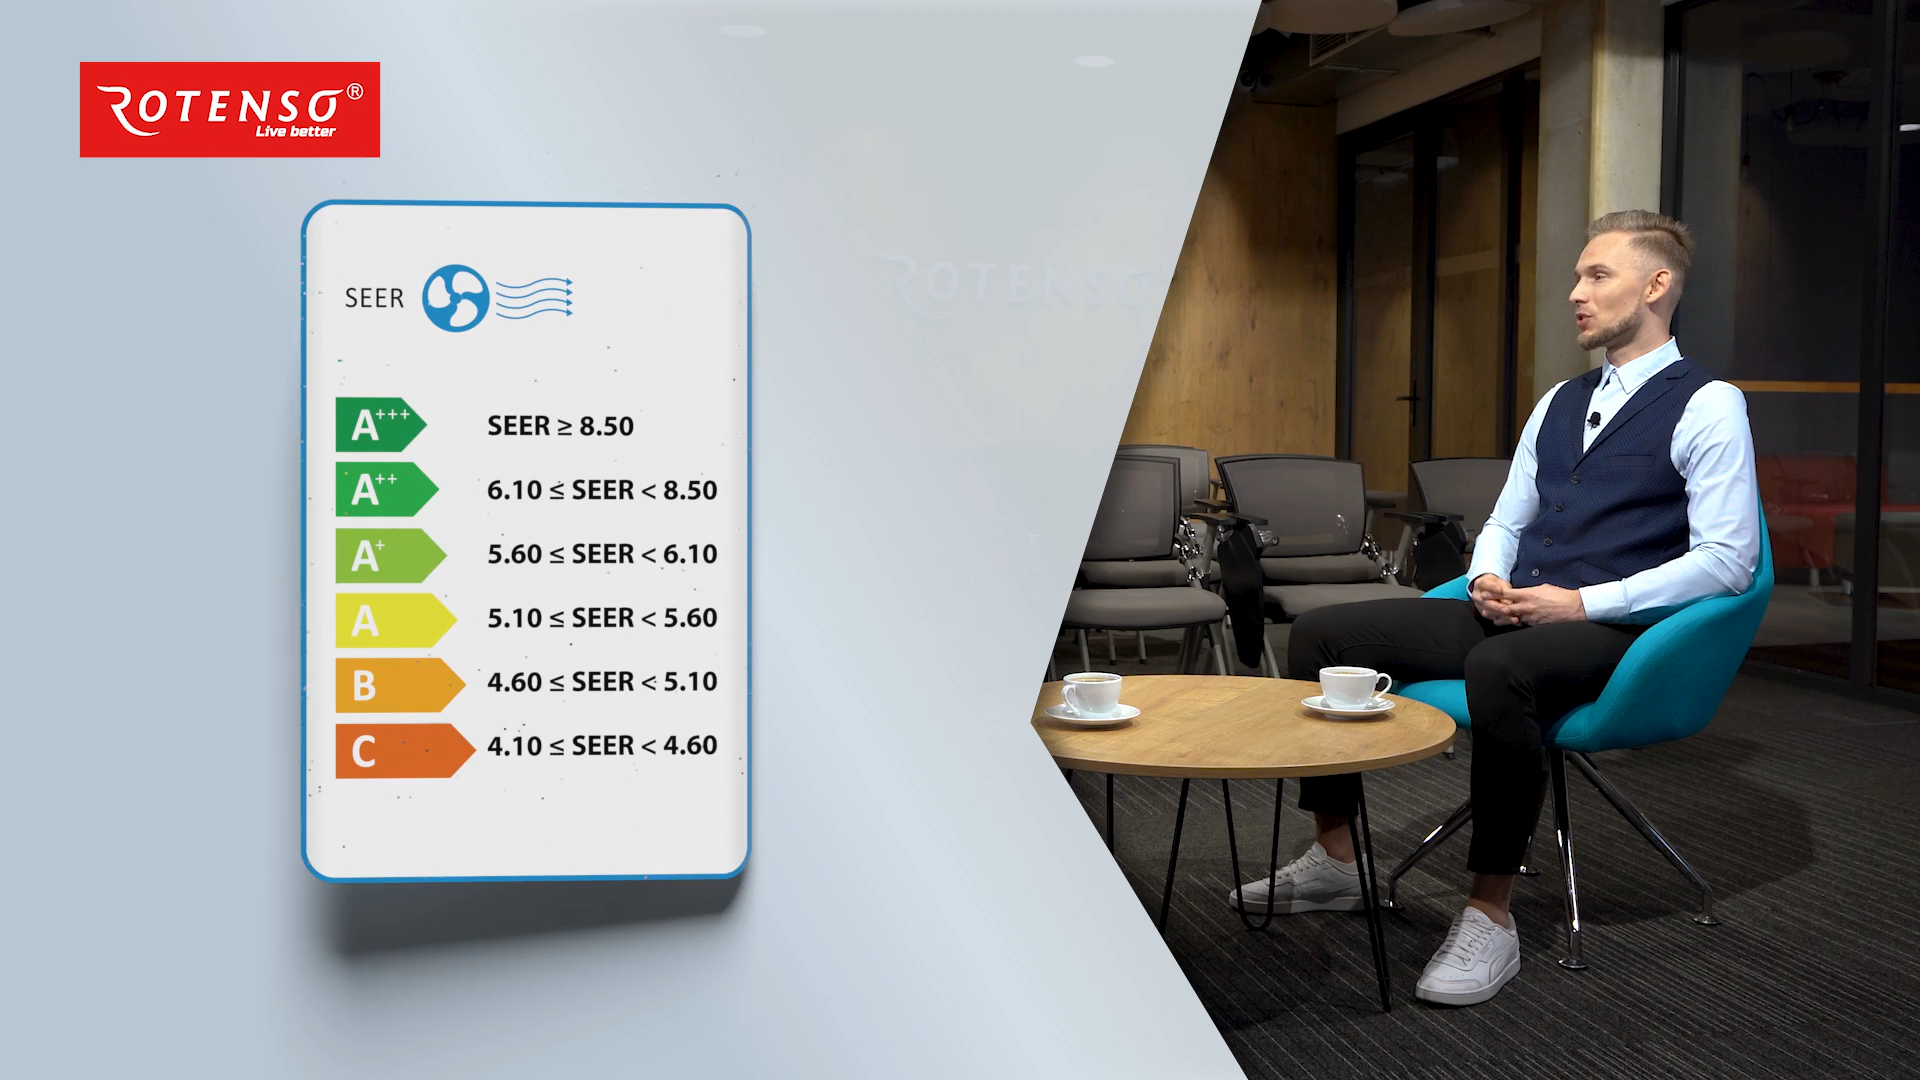 ROTENSO®
Live better
ROTENSO
SEER
A+++ SEER ≥ 8.50
A++ 6.10 ≤ SEER < 8.50
A+ 5.60 ≤ SEER < 6.10
A 5.10 ≤ SEER < 5.60
B 4.60 ≤ SEER < 5.10
C 4.10 ≤ SEER < 4.60